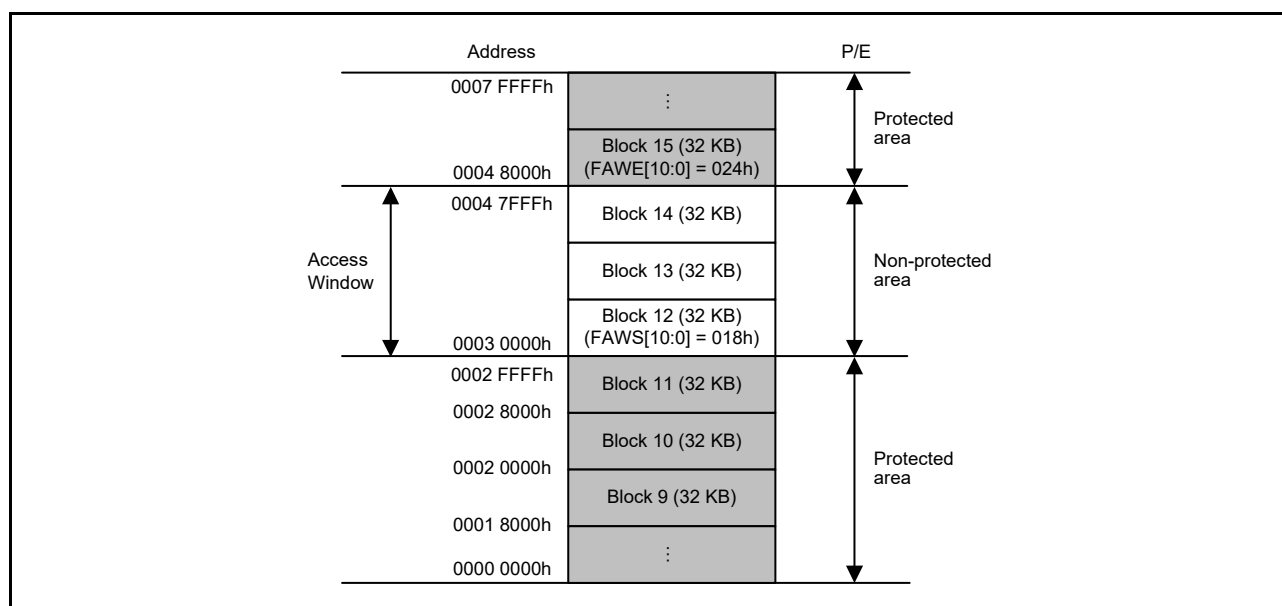 Address P/E
0007 FFFFh
⋮
Protected
area
Block 15 (32 KB)
(FAWE[10:0] = 024h)
0004 8000h
0004 7FFFh
Block 14 (32 KB)
Access
Window
Block 13 (32 KB)
Non-protected
area
Block 12 (32 KB)
(FAWS[10:0] = 018h)
0003 0000h
0002 FFFFh
Block 11 (32 KB)
0002 8000h
Block 10 (32 KB)
0002 0000h
Protected
area
Block 9 (32 KB)
0001 8000h
⋮
0000 0000h